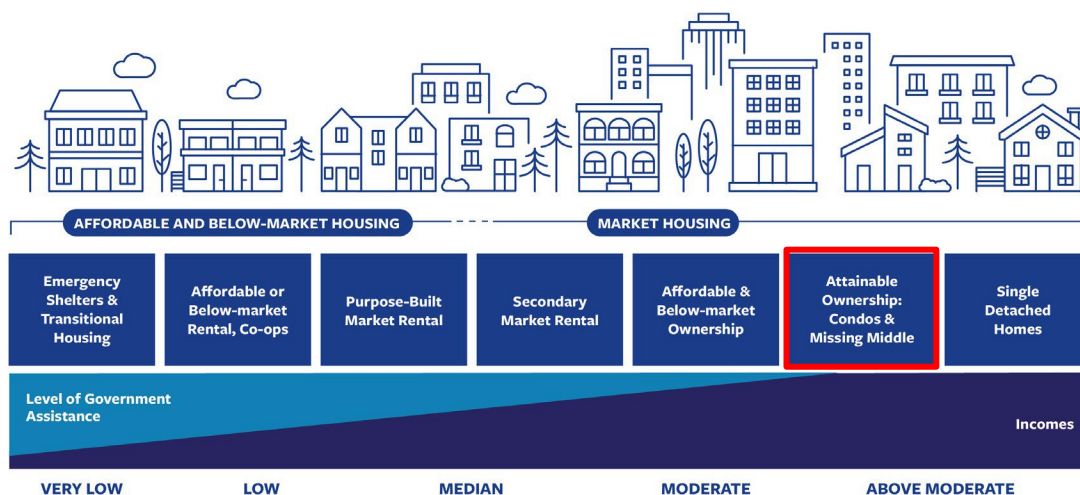 AFFORDABLE AND BELOW-MARKET HOUSING
MARKET HOUSING
Emergency
Shelters &
Transitional
Housing
Affordable or
Below-market
Rental, Co-ops
Purpose-Built
Market Rental
Secondary
Market Rental
Affordable &
Below-market
Ownership
Attainable
Ownership:
Condos &
Missing Middle
Single
Detached
Homes
Level of Government
Assistance
Incomes
VERY LOW
LOW
MEDIAN
MODERATE
ABOVE MODERATE